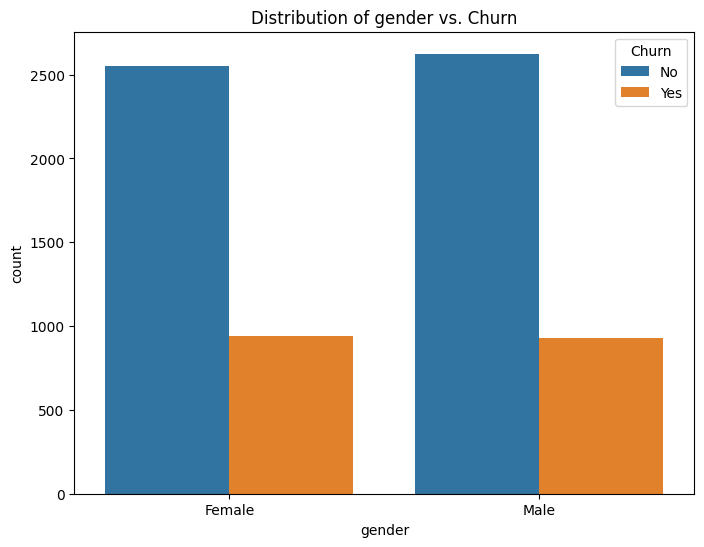 Distribution of gender vs. Churn
Churn
No
Yes
2500
2000
1500
1000
500
0
count
Female
Male
gender